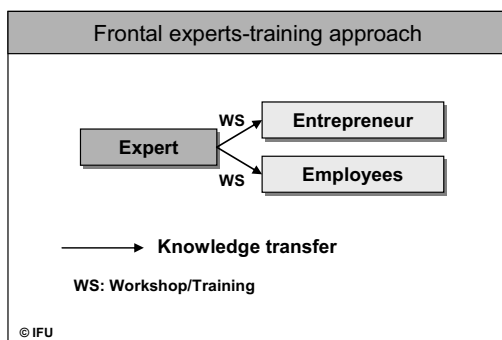 Frontal experts-training approach
WS
Entrepreneur
Expert
WS
Employees
Knowledge transfer
WS: Workshop/Training
© IFU